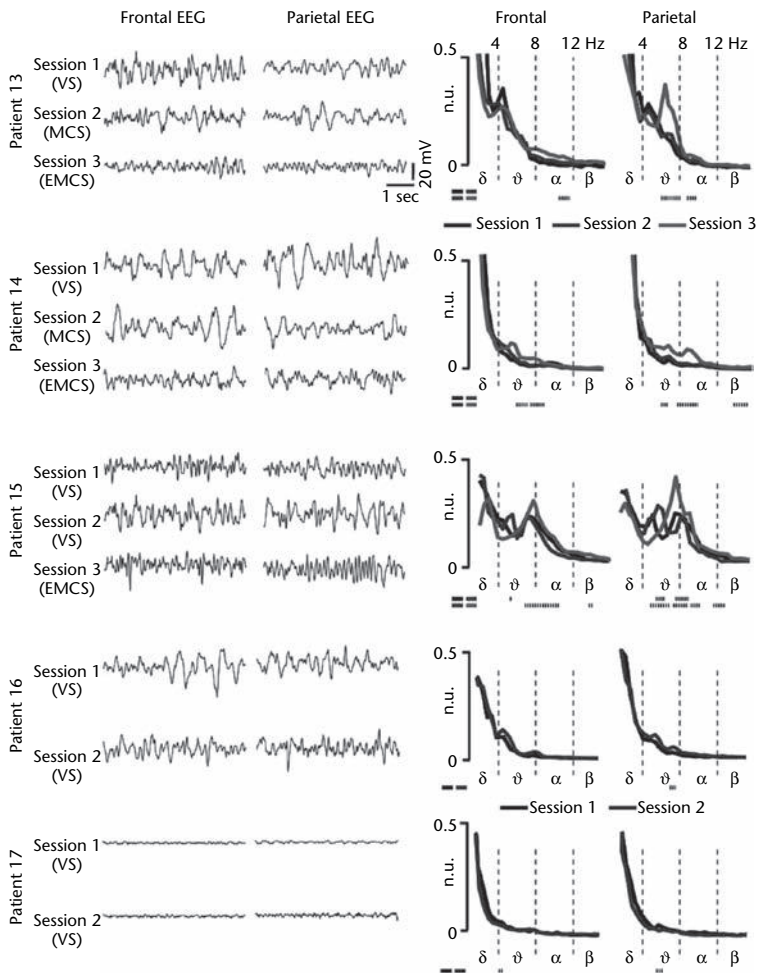 Frontal EEG Parietal EEG Frontal Parietal
4 8 12 Hz 4 8 12 Hz
Patient 13
Session 1
(VS)
Session 2
(MCS)
Session 3
(EMCS)
20 mV
1 sec
0.5
n.u.
0
δ ϑ α β δ ϑ α β
Session 1 Session 2 Session 3
Patient 14
Session 1
(VS)
Session 2
(MCS)
Session 3
(EMCS)
0.5
n.u.
0
δ ϑ α β δ ϑ α β
Patient 15
Session 1
(VS)
Session 2
(VS)
Session 3
(EMCS)
0.5
n.u.
0
δ ϑ α β δ ϑ α β
Patient 16
Session 1
(VS)
Session 2
(VS)
0.5
n.u.
0
δ ϑ α β δ ϑ α β
Session 1 Session 2
Patient 17
Session 1
(VS)
Session 2
(VS)
0.5
n.u.
0
δ ϑ α β δ ϑ α β